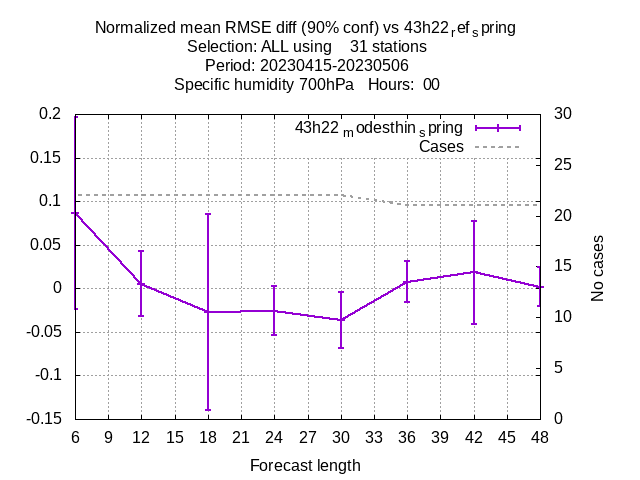 Normalized mean RMSE diff (90% conf) vs 43h22refspring
Selection: ALL using 31 stations
Period: 20230415-20230506
Specific humidity 700hPa Hours: 00
43h22modesthinspring
Cases
0.2
0.15
0.1
0.05
0
-0.05
-0.1
-0.15
30
25
20
15
10
5
0
No cases
6 9 12 15 18 21 24 27 30 33 36 39 42 45 48
Forecast length